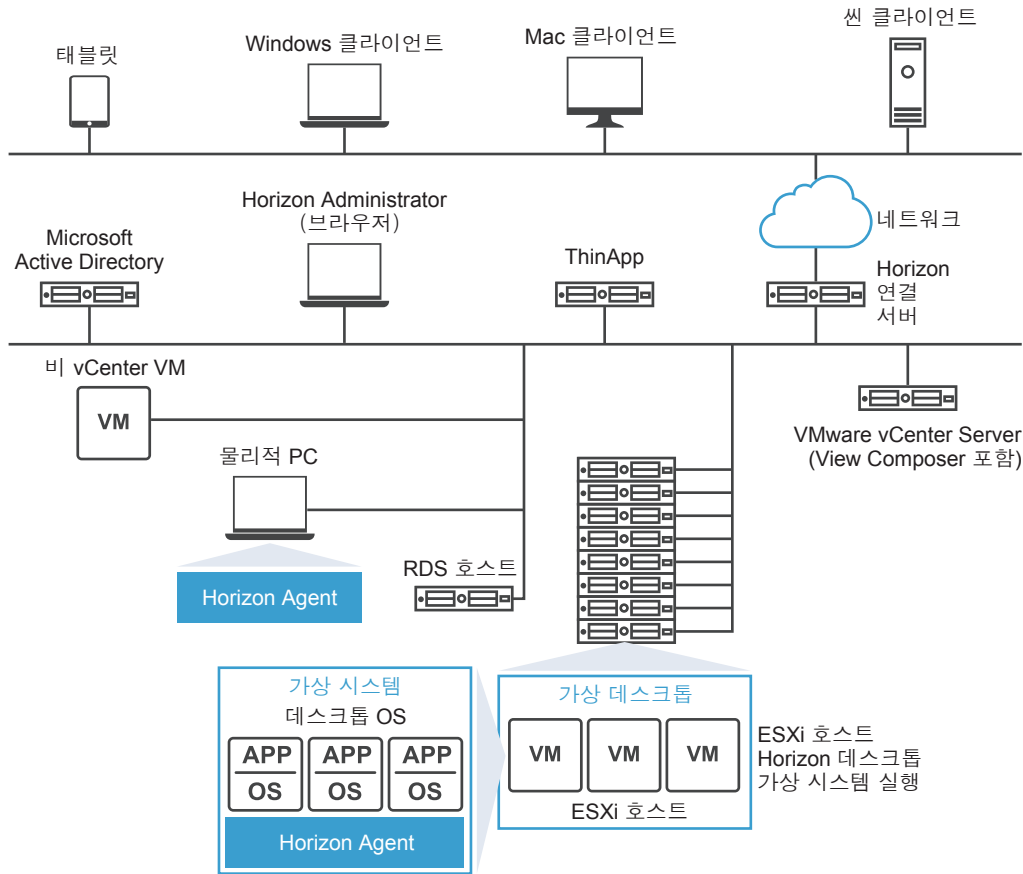 태블릿
Windows 클라이언트
Mac 클라이언트
씬 클라이언트
Microsoft
Active Directory
Horizon Administrator
(브라우저)
ThinApp
네트워크
Horizon
연결
서버
비 vCenter VM
VM
물리적 PC
Horizon Agent
RDS 호스트
VMware vCenter Server
(View Composer 포함)
가상 시스템
데스크톱 OS
APP APP APP
OS OS OS
Horizon Agent
가상 데스크톱
VM VM VM
ESXi 호스트
ESXi 호스트
Horizon 데스크톱
가상 시스템 실행